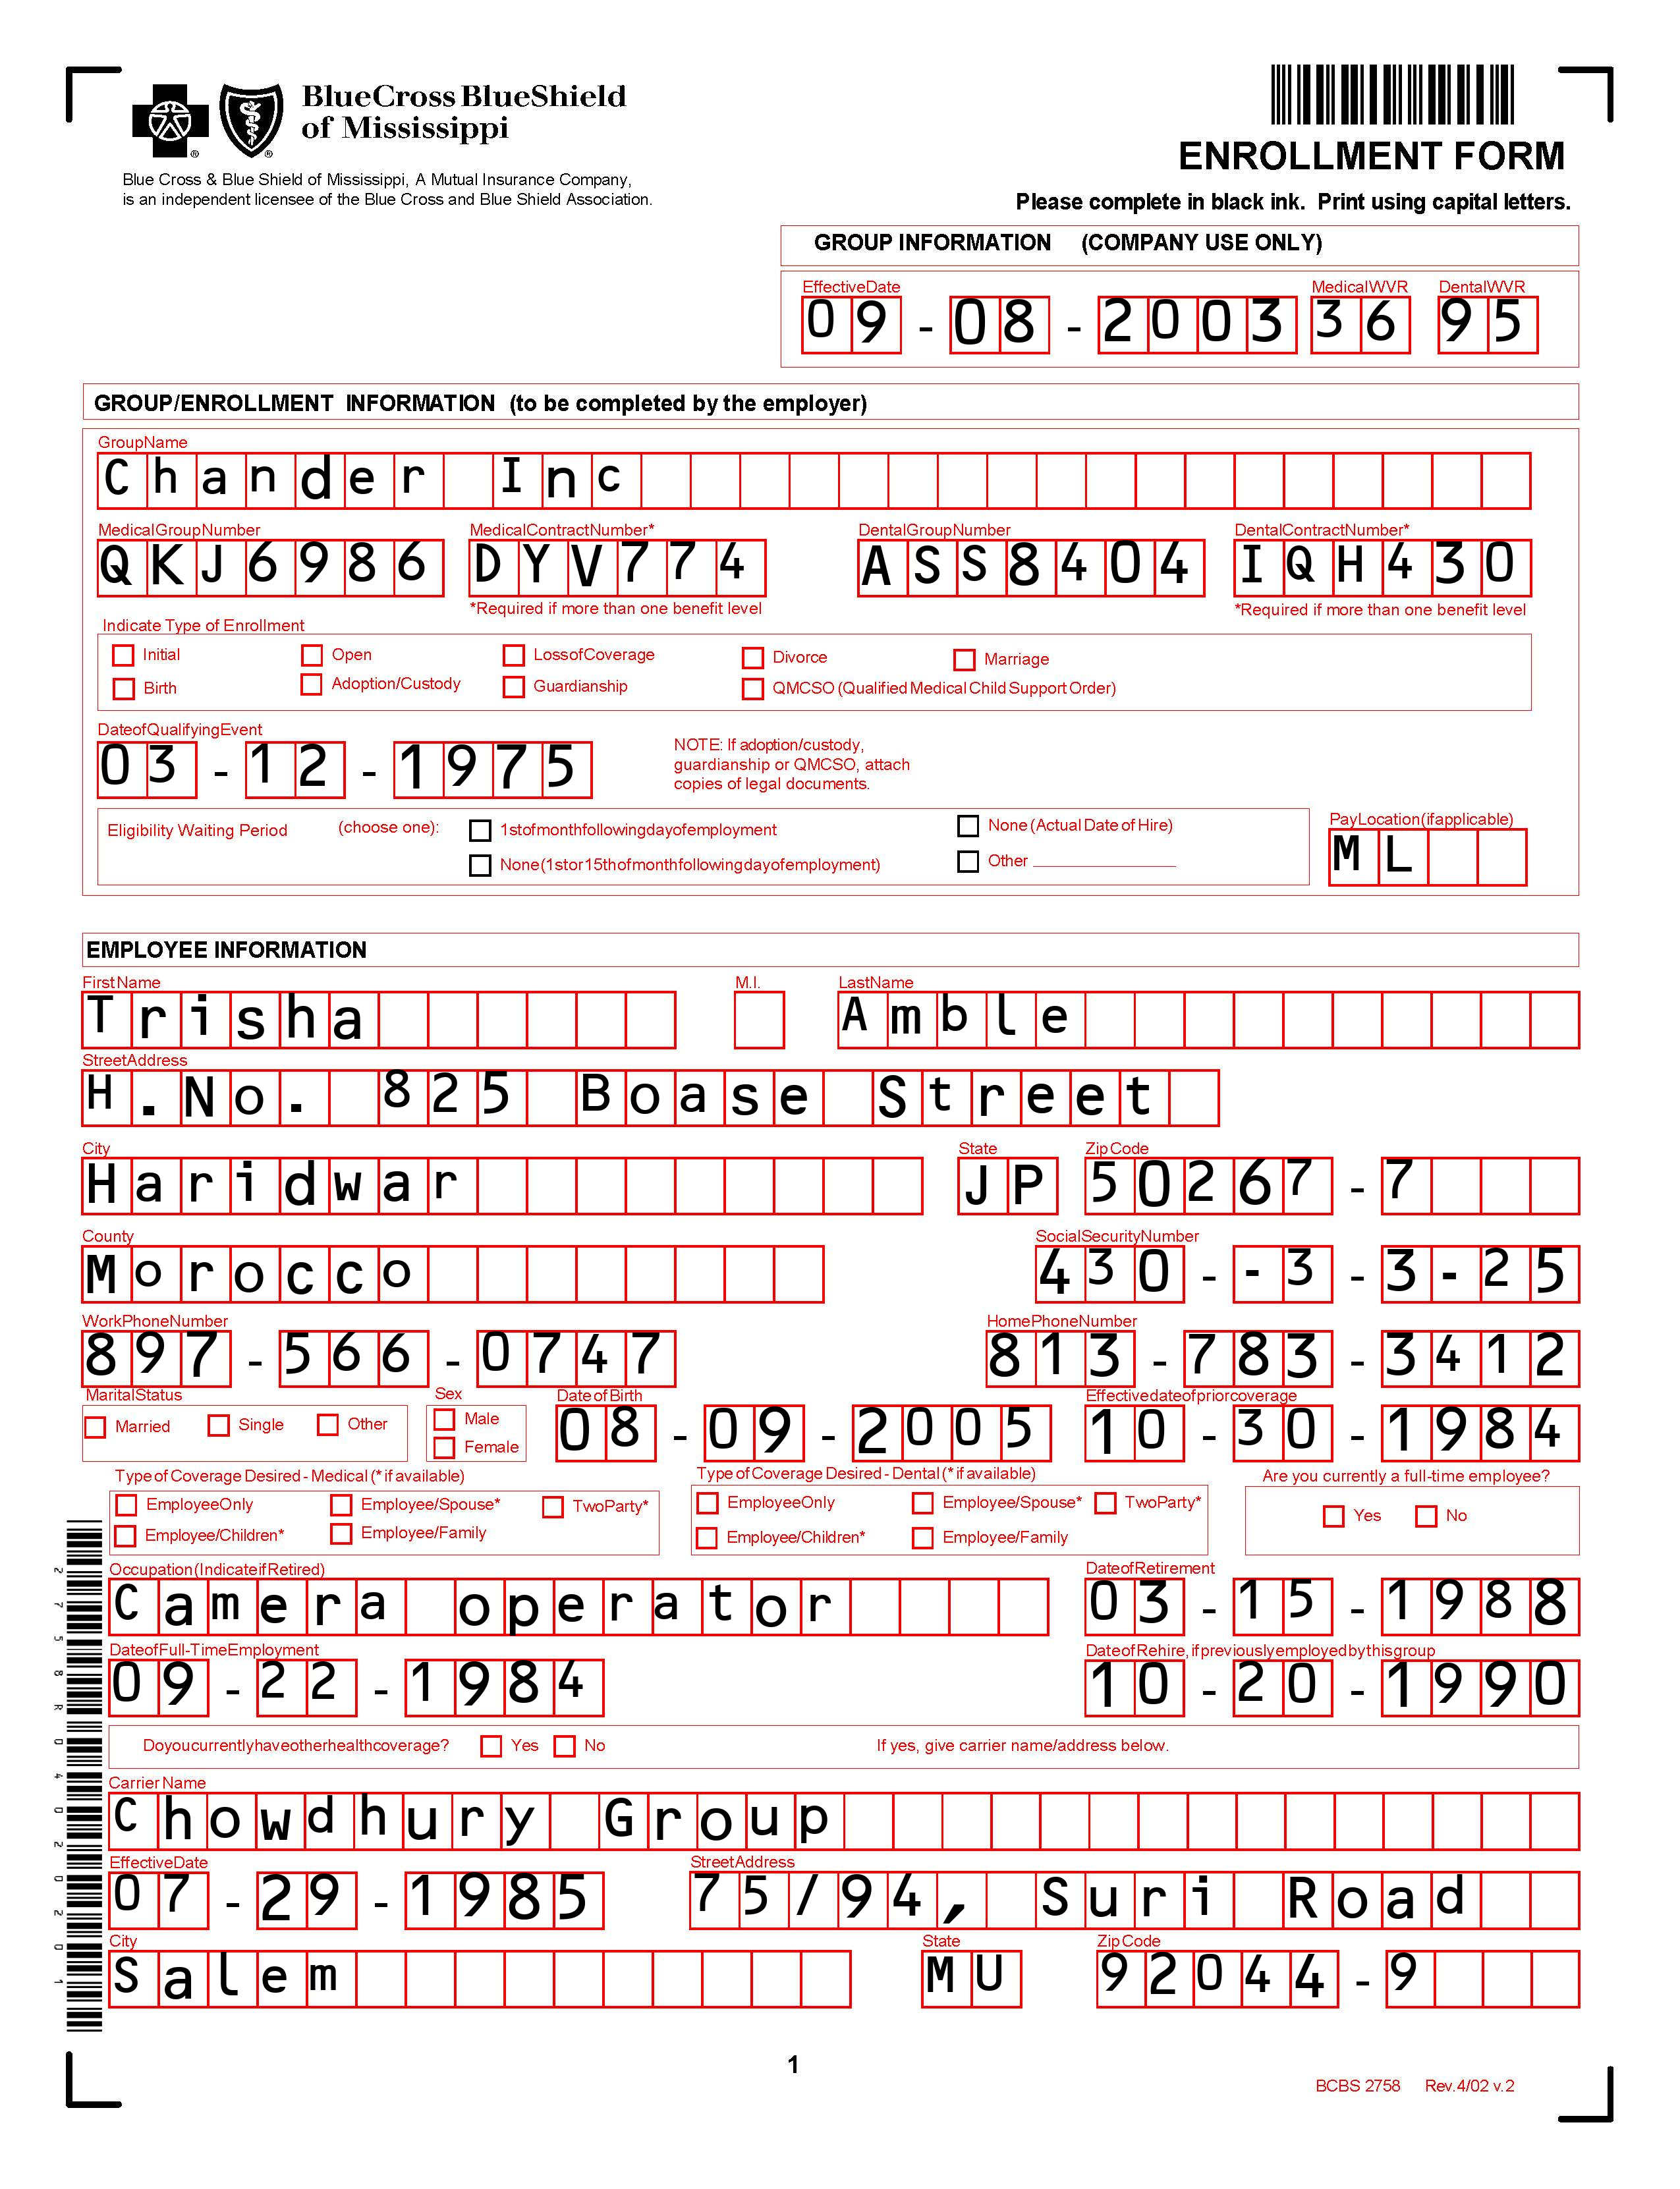 BlueCross BlueShield
of Mississippi
Blue Cross & Blue Shield of Mississippi, A Mutual Insurance Company,
is an independent licensee of the Blue Cross and Blue Shield Association.
ENROLLMENT FORM
Please complete in black ink. Print using capital letters.
GROUP INFORMATION (COMPANY USE ONLY)
EffectiveDate MedicalWVR DentalWVR
09-08-2003 36 95
GROUP/ENROLLMENT INFORMATION (to be completed by the employer)
GroupName
Chander Inc
MedicalGroupNumber MedicalContractNumber* DentalGroupNumber DentalContractNumber*
QKJ6986 DYV774 ASS8404 IQH430
*Required if more than one benefit level *Required if more than one benefit level
Indicate Type of Enrollment
Initial Open LossofCoverage Divorce Marriage
Birth Adoption/Custody Guardianship QMCSO (Qualified Medical Child Support Order)
DateofQualifyingEvent
03-12-1975
NOTE: If adoption/custody,
guardianship or QMCSO, attach
copies of legal documents.
Eligibility Waiting Period (choose one): 1stofmonthfollowingdayofemployment None (Actual Date of Hire) PayLocation(ifapplicable)
None(1stor15thofmonthfollowingdayofemployment) Other ML
EMPLOYEE INFORMATION
FirstName M.I. LastName
Trisha Amble
StreetAddress
H.No. 825 Boase Street
City State Zip Code
Haridwar JP 50267-7
County SocialSecurityNumber
Morocco 430--3-3-25
WorkPhoneNumber HomePhoneNumber
897-566-0747 813-783-3412
MaritalStatus Sex Date of Birth Effectivedateofpriorcoverage
Married Single Other Male 08-09-2005 10-30-1984
Female
Type of Coverage Desired - Medical (* if available) Type of Coverage Desired - Dental (* if available) Are you currently a full-time employee?
EmployeeOnly Employee/Spouse* TwoParty* EmployeeOnly Employee/Spouse* TwoParty* Yes No
Employee/Children* Employee/Family Employee/Children* Employee/Family
Occupation (IndicateifRetired) DateofRetirement
Camera operator 03-15-1988
DateofFull-TimeEmployment DateofRehire, ifpreviouslyemployedbythisgroup
09-22-1984 10-20-1990
Doyoucurrentlyhaveotherhealthcoverage? Yes No If yes, give carrier name/address below.
Carrier Name
Chowdhury Group
EffectiveDate StreetAddress
07-29-1985 75/94, Suri Road
City State Zip Code
Salem MU 92044-9
2758R04020201
1
BCBS 2758 Rev.4/02 v.2